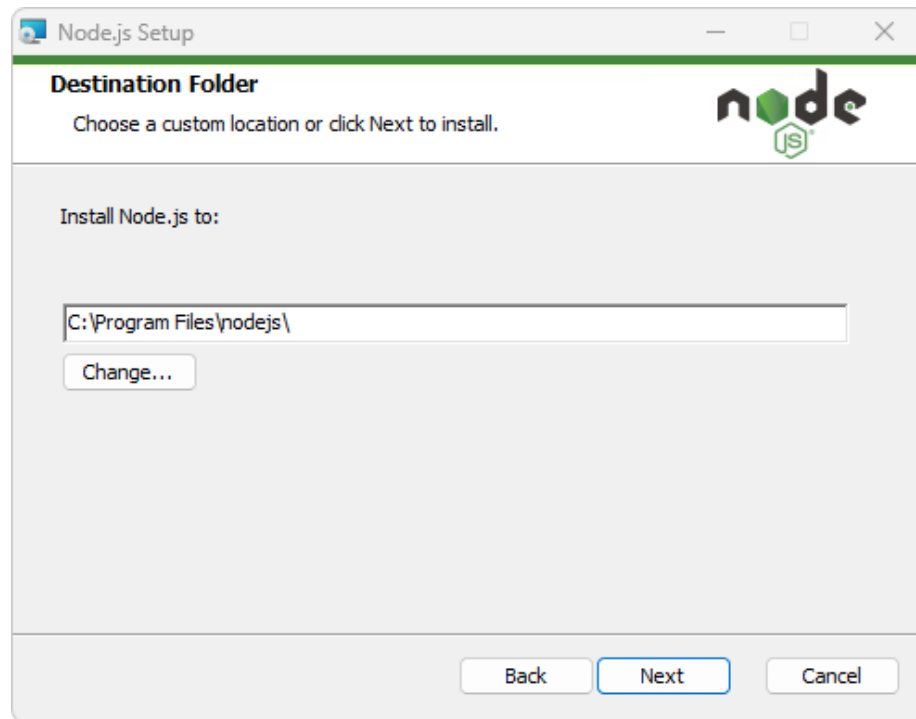 Node.js Setup
Destination Folder
Choose a custom location or click Next to install.
node
JS
Install Node.js to:
C:\Program Files\nodejs\
Change...
Back Next Cancel